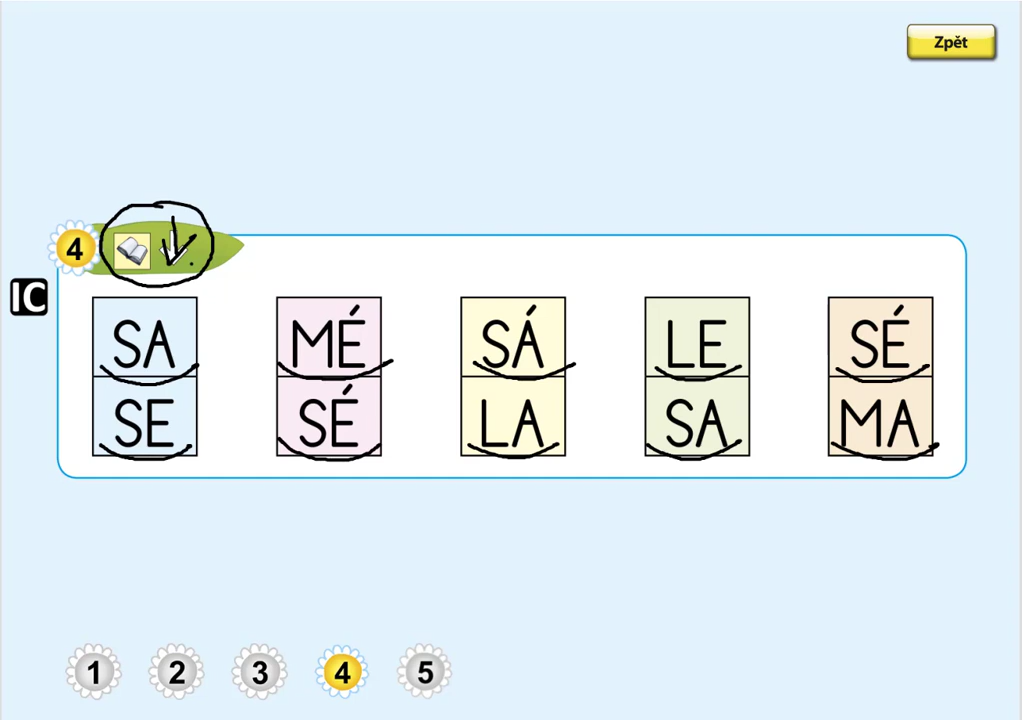 Zpět
4
IC
SA MÉ SÁ LE SÉ
SE SÉ LA SA MA
1 2 3 4 5